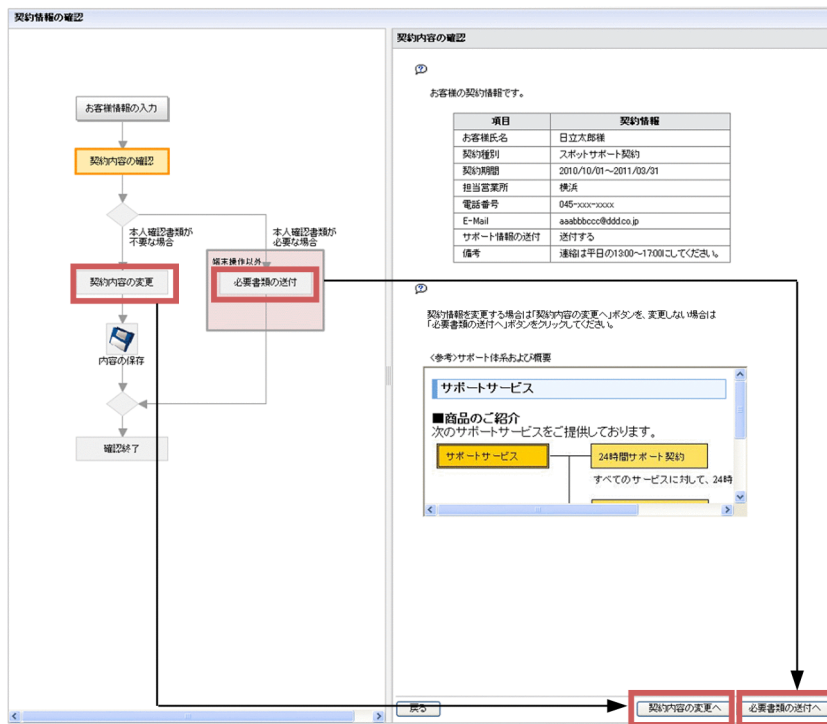 契約情報の確認
お客様情報の入力
契約内容の確認
本人確認書類が
不要な場合
本人確認書類が
必要な場合
端末操作以外
契約内容の変更
必要書類の送付
内容の保存
確認終了
契約内容の確認
お客様の契約情報です。
項目 契約情報
お客様氏名 日立太郎様
契約種別 スポットサポート契約
契約期間 2010/10/01～2011/03/31
担当営業所 横浜
電話番号 045-xxx-xxxx
E-Mail aaabbbccc@ddd.co.jp
サポート情報の送付 送付する
備考 連絡は平日の13:00～17:00にしてください。
契約情報を変更する場合は「契約内容の変更へ」ボタンを、変更しない場合は
「必要書類の送付へ」ボタンをクリックしてください。
<参考>サポート体系および概要
サポートサービス
■商品のご紹介
次のサポートサービスをご提供しております。
サポートサービス 24時間サポート契約
すべてのサービスに対して、24時
戻る 契約内容の変更へ 必要書類の送付へ